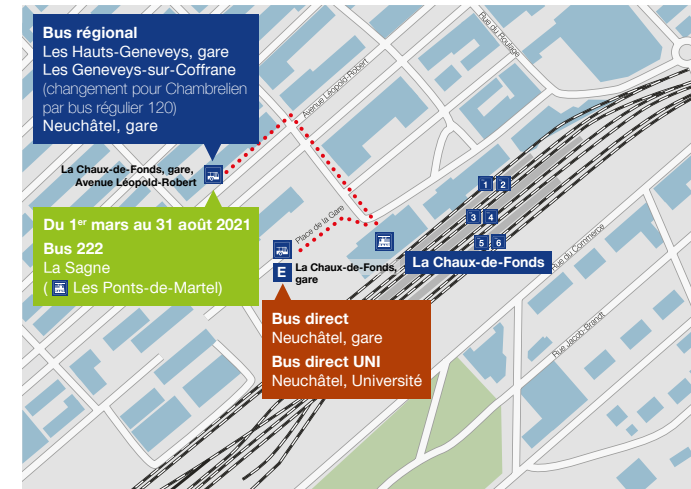 Bus régional
Les Hauts-Geneveys, gare
Les Geneveys-sur-Coffrane
(changement pour Chambrelien
par bus régulier 120)
Neuchâtel, gare
Rue du Roulage
Avenue Léopold-Robert
La Chaux-de-Fonds, gare,
Avenue Léopold-Robert
1 2
3 4
5 6
Du 1er mars au 31 août 2021
Bus 222
La Sagne
( Les Ponts-de-Martel)
Place de la Gare
E La Chaux-de-Fonds,
gare
La Chaux-de-Fonds
Rue du Commerce
Rue Jacob-Brandt
Bus direct
Neuchâtel, gare
Bus direct UNI
Neuchâtel, Université